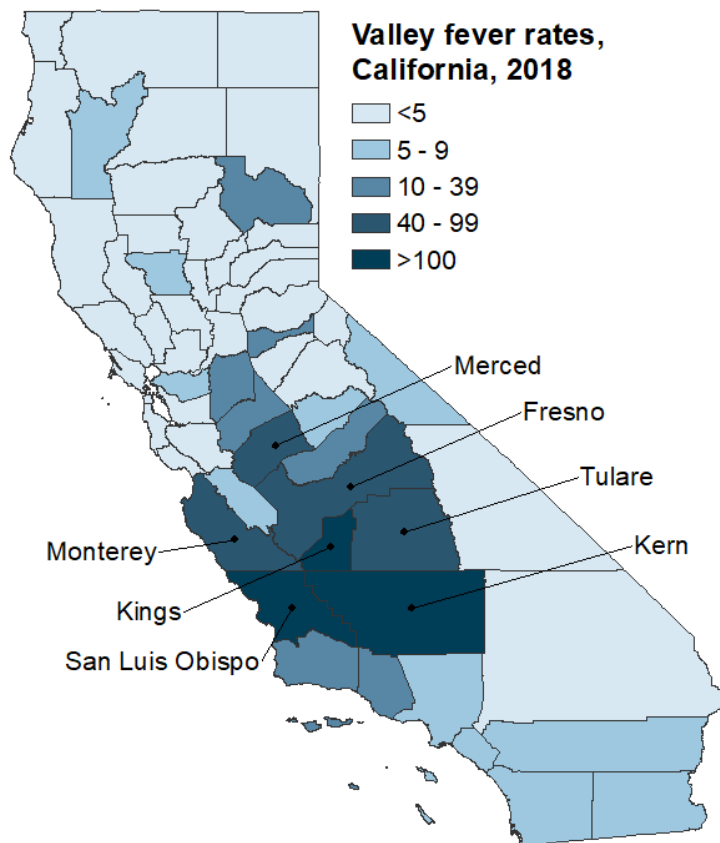 Valley fever rates,
California, 2018
<5
5 - 9
10 - 39
40 - 99
>100
Merced
Fresno
Tulare
Kern
Monterey
Kings
San Luis Obispo